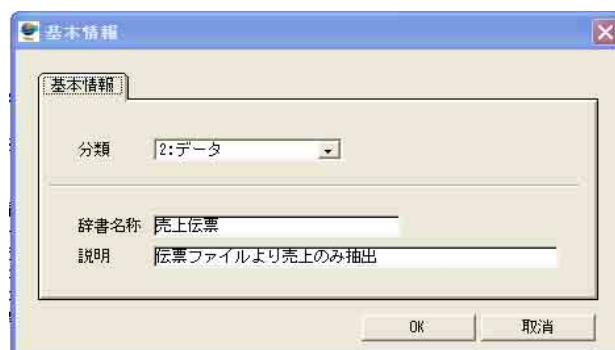 基本情報
基本情報
分類 2:データ
辞書名称 売上伝票
説明 伝票ファイルより売上のみ抽出
OK 取消